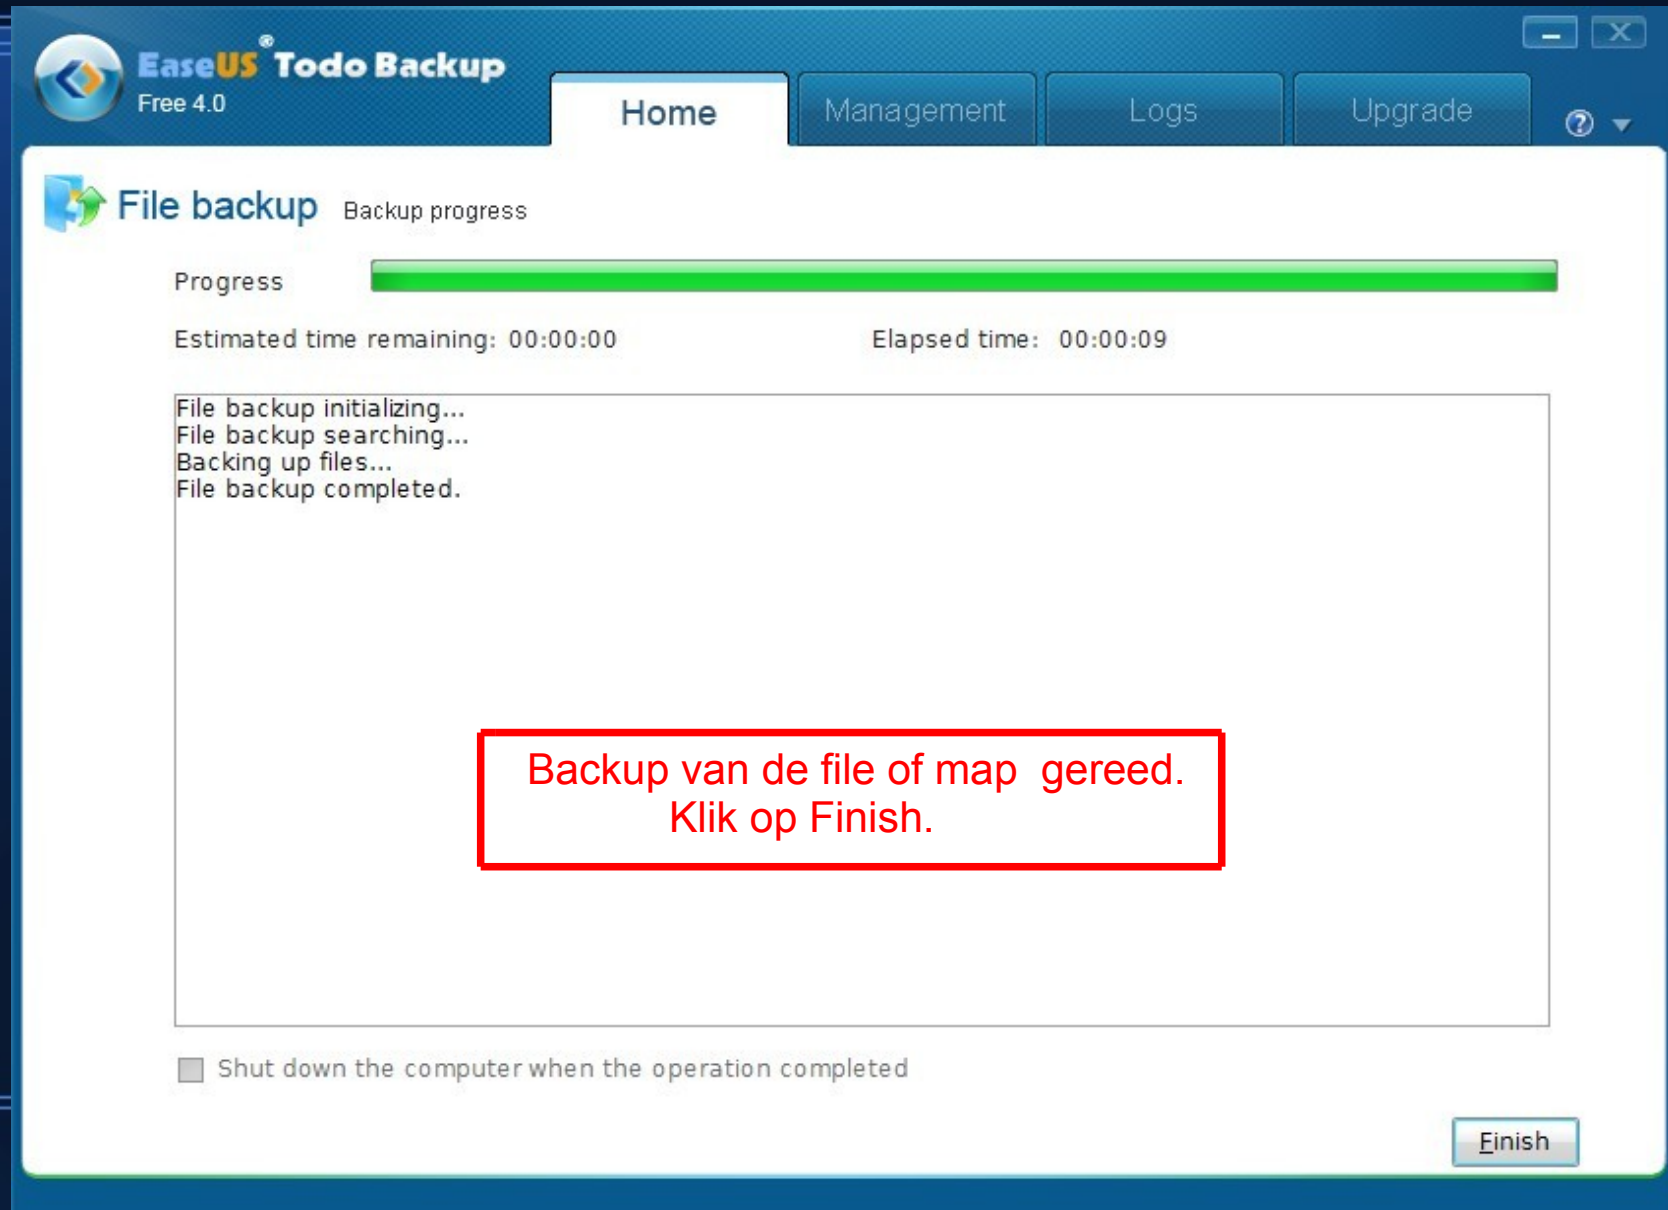 EaseUS® Todo Backup
Free 4.0
Home
Management
Logs
Upgrade
File backup Backup progress
Progress
Estimated time remaining: 00:00:00
Elapsed time: 00:00:09
File backup initializing...
File backup searching...
Backing up files...
File backup completed.
Backup van de file of map gereed.
Klik op Finish.
Shut down the computer when the operation completed
Finish